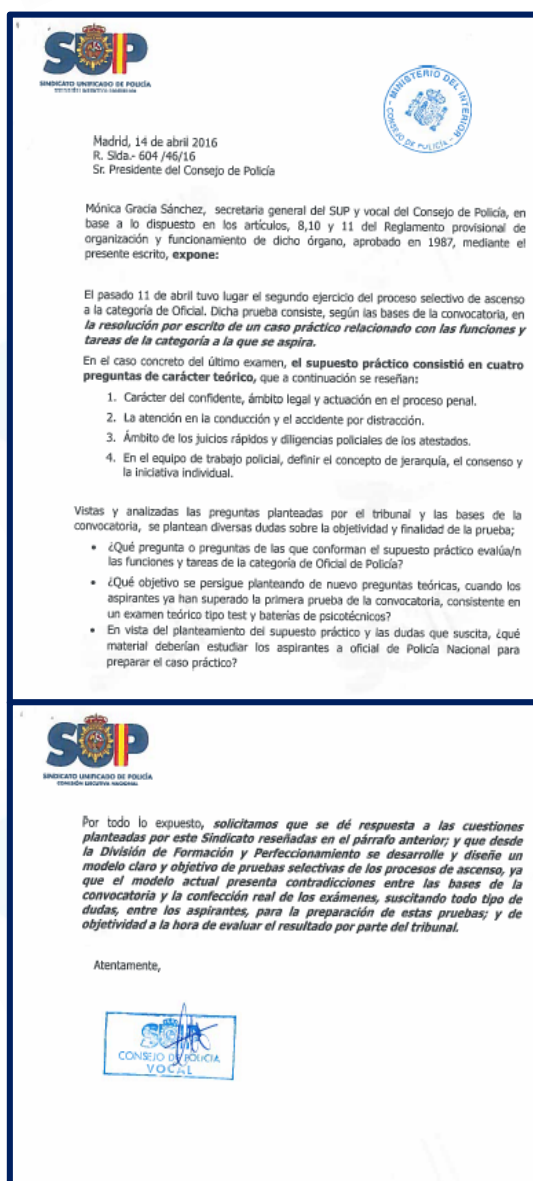 SUP
SINDICATO UNIFICADO DE POLICÍA
MINISTERIO DEL INTERIOR
CONSEJO DE POLICÍA
Madrid, 14 de abril 2016
R. Slda.- 604 /46/16
Sr. Presidente del Consejo de Policía
Mónica Gracia Sánchez, secretaria general del SUP y vocal del Consejo de Policía, en
base a lo dispuesto en los artículos, 8,10 y 11 del Reglamento provisional de
organización y funcionamiento de dicho órgano, aprobado en 1987, mediante el
presente escrito, expone:
El pasado 11 de abril tuvo lugar el segundo ejercicio del proceso selectivo de ascenso
a la categoría de Oficial. Dicha prueba consiste, según las bases de la convocatoria, en
la resolución por escrito de un caso práctico relacionado con las funciones y
tareas de la categoría a la que se aspira.
En el caso concreto del último examen, el supuesto práctico consistió en cuatro
preguntas de carácter teórico, que a continuación se reseñan:
1. Carácter del confidente, ámbito legal y actuación en el proceso penal.
2. La atención en la conducción y el accidente por distracción.
3. Ámbito de los juicios rápidos y diligencias policiales de los atestados.
4. En el equipo de trabajo policial, definir el concepto de jerarquía, el consenso y
la iniciativa individual.
Vistas y analizadas las preguntas planteadas por el tribunal y las bases de la
convocatoria, se plantean diversas dudas sobre la objetividad y finalidad de la prueba;
• ¿Qué pregunta o preguntas de las que conforman el supuesto práctico evalúa/n
las funciones y tareas de la categoría de Oficial de Policía?
• ¿Qué objetivo se persigue planteando de nuevo preguntas teóricas, cuando los
aspirantes ya han superado la primera prueba de la convocatoria, consistente en
un examen teórico tipo test y baterías de psicotécnicos?
• En vista del planteamiento del supuesto práctico y las dudas que suscita, ¿qué
material deberían estudiar los aspirantes a oficial de Policía Nacional para
preparar el caso práctico?
SUP
SINDICATO UNIFICADO DE POLICÍA
COMISIÓN EJECUTIVA NACIONAL
Por todo lo expuesto, solicitamos que se dé respuesta a las cuestiones
planteadas por este Sindicato reseñadas en el párrafo anterior; y que desde
la División de Formación y Perfeccionamiento se desarrolle y diseñe un
modelo claro y objetivo de pruebas selectivas de los procesos de ascenso, ya
que el modelo actual presenta contradicciones entre las bases de la
convocatoria y la confección real de los exámenes, suscitando todo tipo de
dudas, entre los aspirantes, para la preparación de estas pruebas; y de
objetividad a la hora de evaluar el resultado por parte del tribunal.
Atentamente,
SUP
CONSEJO DE POLICIA
VOCAL